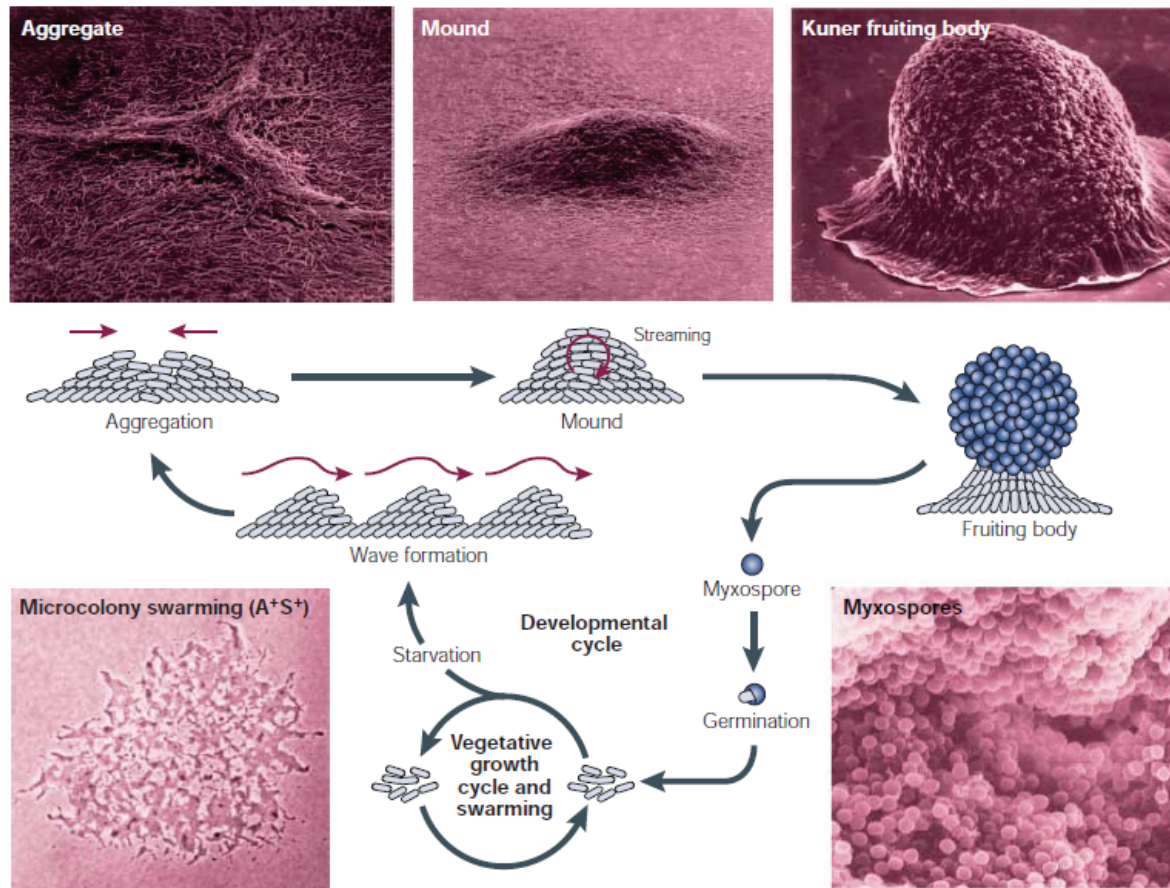 Aggregate
Mound
Kuner fruiting body
Streaming
Aggregation
Mound
Fruiting body
Wave formation
Myxospore
Microcolony swarming (A⁺S⁺)
Myxospores
Developmental
cycle
Starvation
Germination
Vegetative
growth
cycle and
swarming